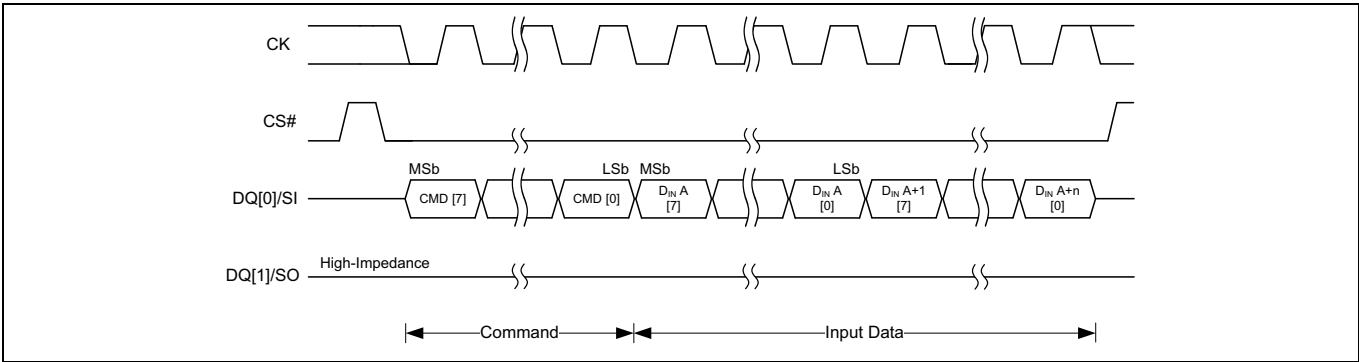 CK
CS#
MSb LSb MSb LSb
DQ[0]/SI CMD [7] CMD [0] DIN A DIN A DIN A+1 DIN A+n
[7] [0] [7] [0]
High-Impedance
DQ[1]/SO
Command Input Data